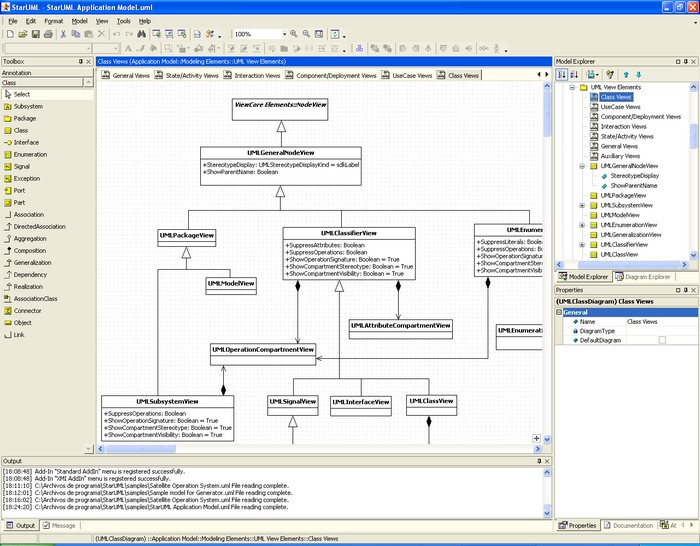 StarUML - StarUML Application Model.uml
File Edit Format Model View Tools Help
100%
Toolbox
Annotation
Class
Select
Subsystem
Package
Class
Interface
Enumeration
Signal
Exception
Port
Part
Association
DirectedAssociation
Aggregation
Composition
Generalization
Dependency
Realization
AssociationClass
Connector
Object
Link
Class Views (Application Model::Modeling Elements::UML View Elements)
General Views State/Activity Views Interaction Views Component/Deployment Views UseCase Views Class Views
ViewCore Elements::NodeView
UMLGeneralNodeView
+StereotypeDisplay: UMLStereotypeDisplayKind = sdkLabel
+ShowParentName: Boolean
UMLPackageView
UMLModelView
UMLClassifierView
+SuppressAttributes: Boolean
+SuppressOperations: Boolean
+ShowOperationSignature: Boolean = True
+ShowCompartmentStereotype: Boolean = True
+ShowCompartmentVisibility: Boolean = True
UMLEnumer
+SuppressLiterals: Boolean
+SuppressOperations: Bo
+ShowOperationSignatur
+ShowCompartmentSter
+ShowCompartmentVisib
UMLAttributeCompartmentView
UMLEnumerati
UMLOperationCompartmentView
UMLSubsystemView
+SuppressOperations: Boolean
+ShowOperationSignature: Boolean = True
+ShowCompartmentStereotype: Boolean = True
+ShowCompartmentVisibility: Boolean = True
UMLSignalView
UMLInterfaceView
UMLClassView
Model Explorer
UML View Elements
Class Views
UseCase Views
Component/Deployment Views
Interaction Views
State/Activity Views
General Views
Auxiliary Views
UMLGeneralNodeView
StereotypeDisplay
ShowParentName
UMLPackageView
UMLSubsystemView
UMLModelView
UMLEnumerationView
UMLGeneralizationView
UMLClassifierView
UMLClassView
Model Explorer Diagram Explorer
Properties
(UMLClassDiagram) Class Views
General
Name Class Views
DiagramType
DefaultDiagram
Properties Documentation At
Output
[18:08:48] Add-In "Standard AddIn" menu is registered successfully.
[18:08:48] Add-In "XMI AddIn" menu is registered successfully.
[18:11:10] C:\Archivos de programa\StarUML\samples\Satellite Operation System.uml File reading complete.
[18:12:01] C:\Archivos de programa\StarUML\samples\Sample model for Generator.uml File reading complete.
[18:16:02] C:\Archivos de programa\StarUML\samples\Satellite Operation System.uml File reading complete.
[18:24:20] C:\Archivos de programa\StarUML\samples\StarUML Application Model.uml File reading complete.
Output Message
(UMLClassDiagram) ::Application Model::Modeling Elements::UML View Elements::Class Views